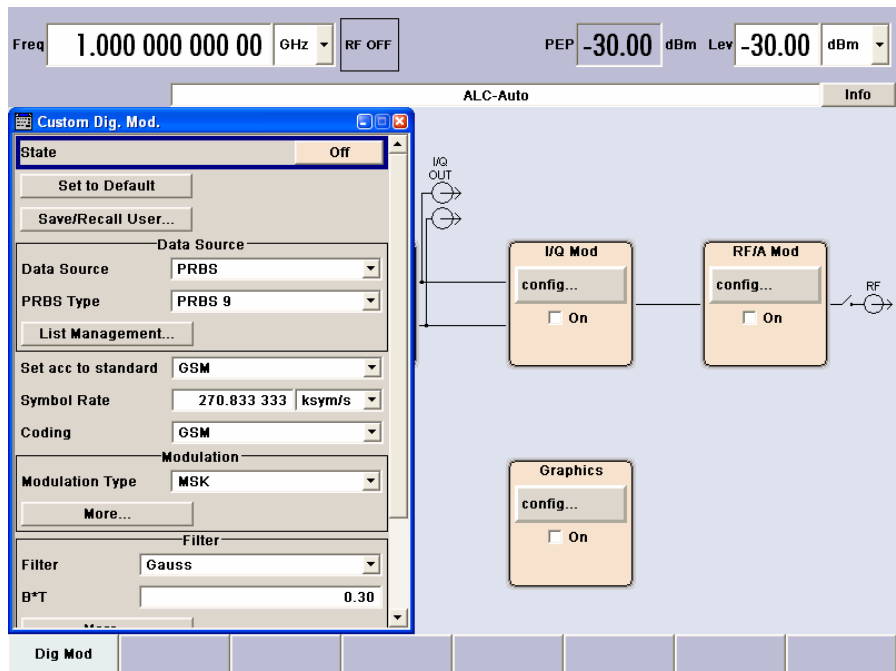 Freq 1.000 000 000 00 GHz RF OFF PEP -30.00 dBm Lev -30.00 dBm
ALC-Auto Info
Custom Dig. Mod.
State Off
Set to Default
Save/Recall User...
Data Source
Data Source PRBS
PRBS Type PRBS 9
List Management...
Set acc to standard GSM
Symbol Rate 270.833 333 ksym/s
Coding GSM
Modulation
Modulation Type MSK
More...
Filter
Filter Gauss
B*T 0.30
I/Q
OUT
I/Q Mod
config...
On
RF/A Mod
config...
On
RF
Graphics
config...
On
Dig Mod